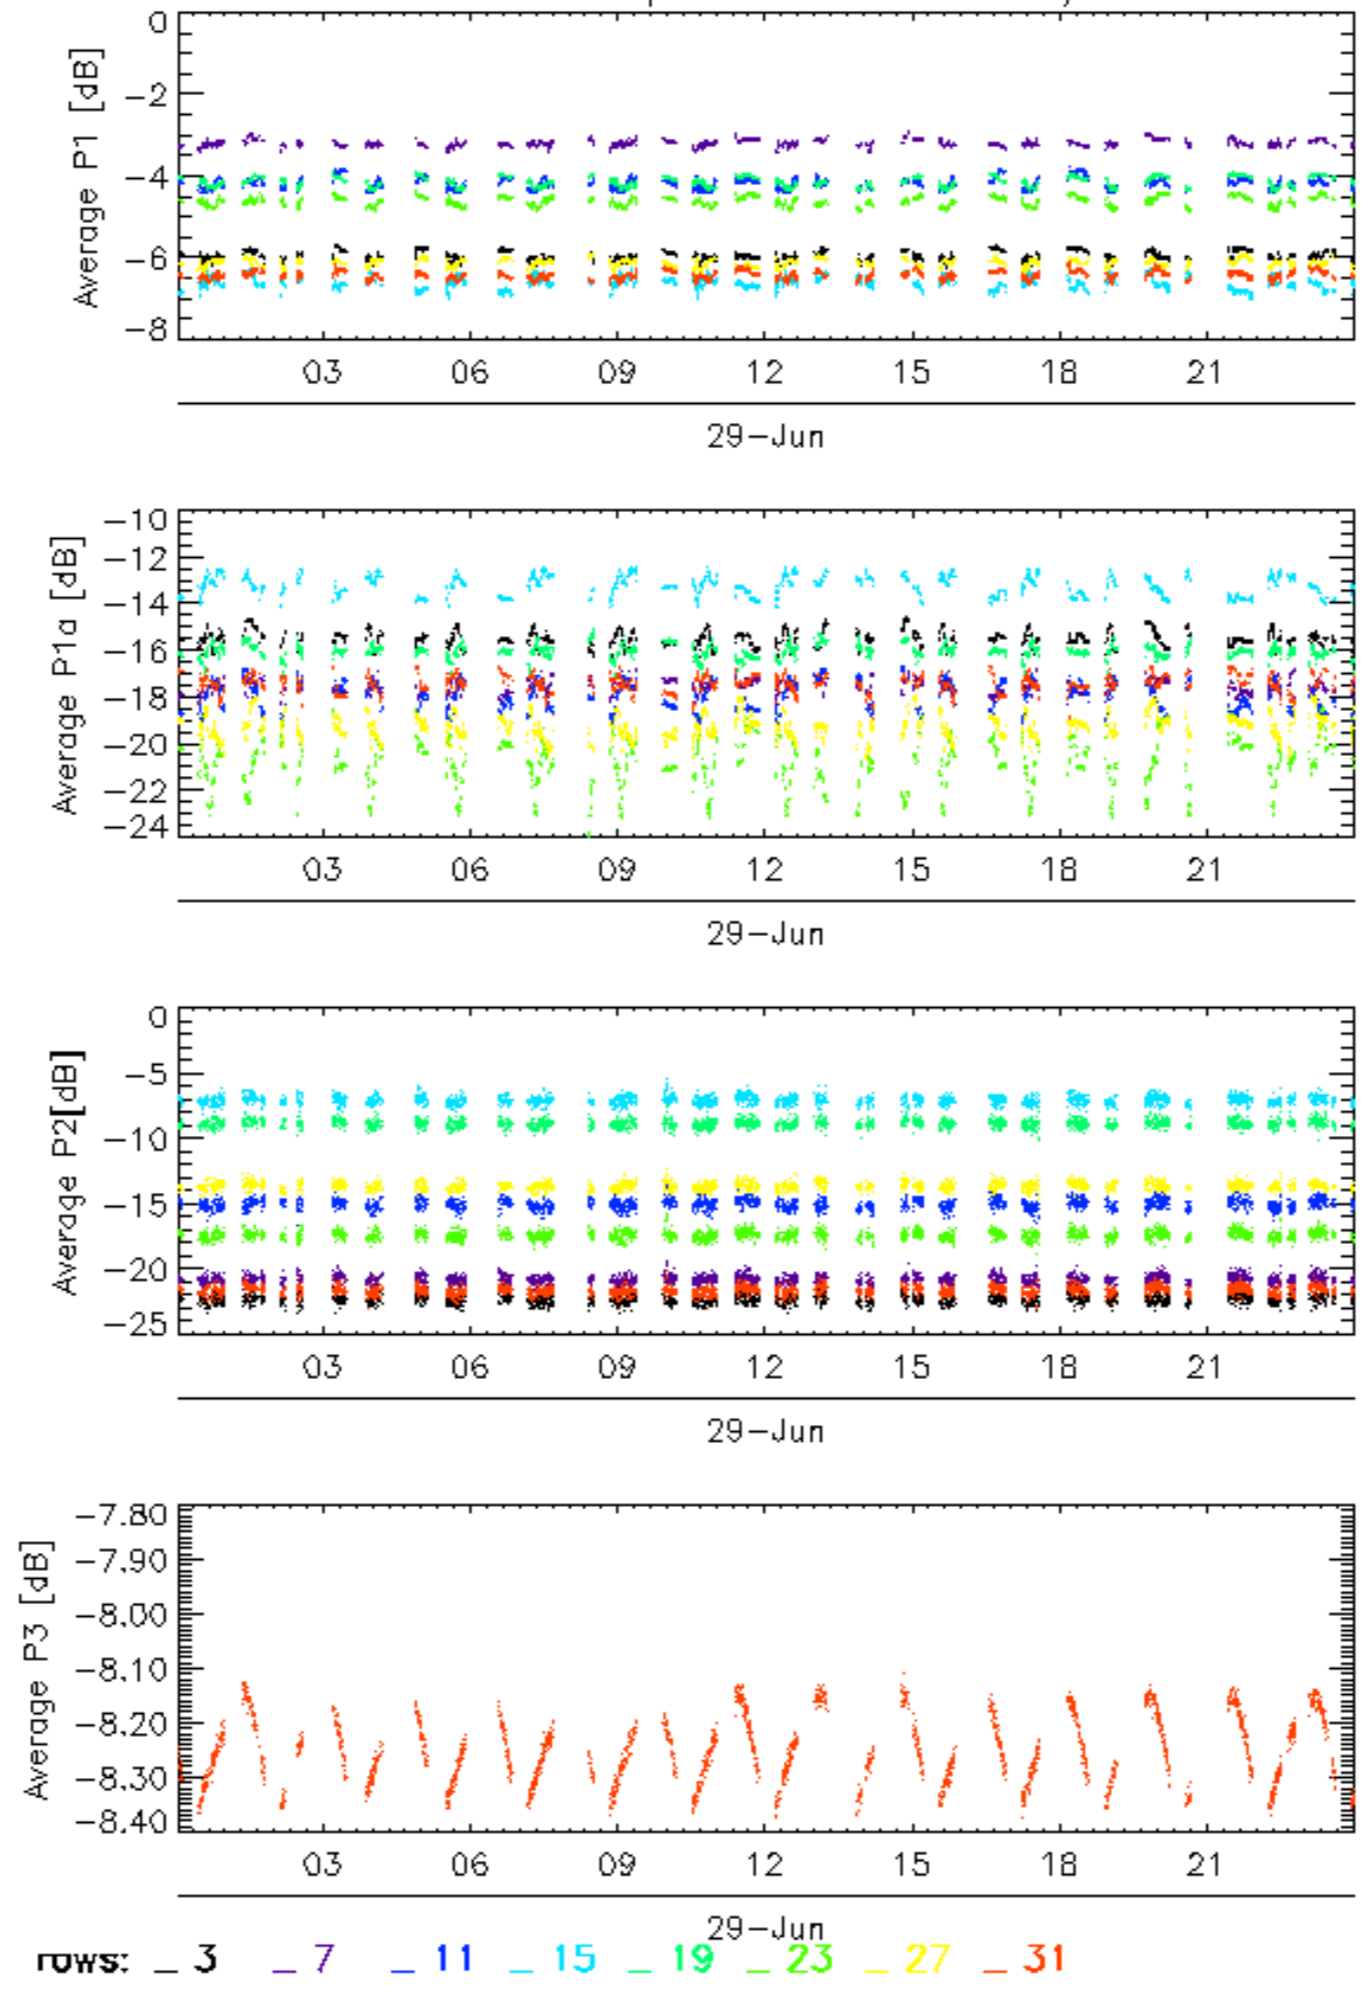 0
-2
-4
-6
-8
Average P1 [dB]
03 06 09 12 15 18 21
29-Jun
-10
-12
-14
-16
-18
-20
-22
-24
Average P1a [dB]
03 06 09 12 15 18 21
29-Jun
0
-5
-10
-15
-20
-25
Average P2[dB]
03 06 09 12 15 18 21
29-Jun
-7.80
-7.90
-8.00
-8.10
-8.20
-8.30
-8.40
Average P3 [dB]
03 06 09 12 15 18 21
29-Jun
rows: _ 3 _ 7 _ 11 _ 15 _ 19 _ 23 _ 27 _ 31